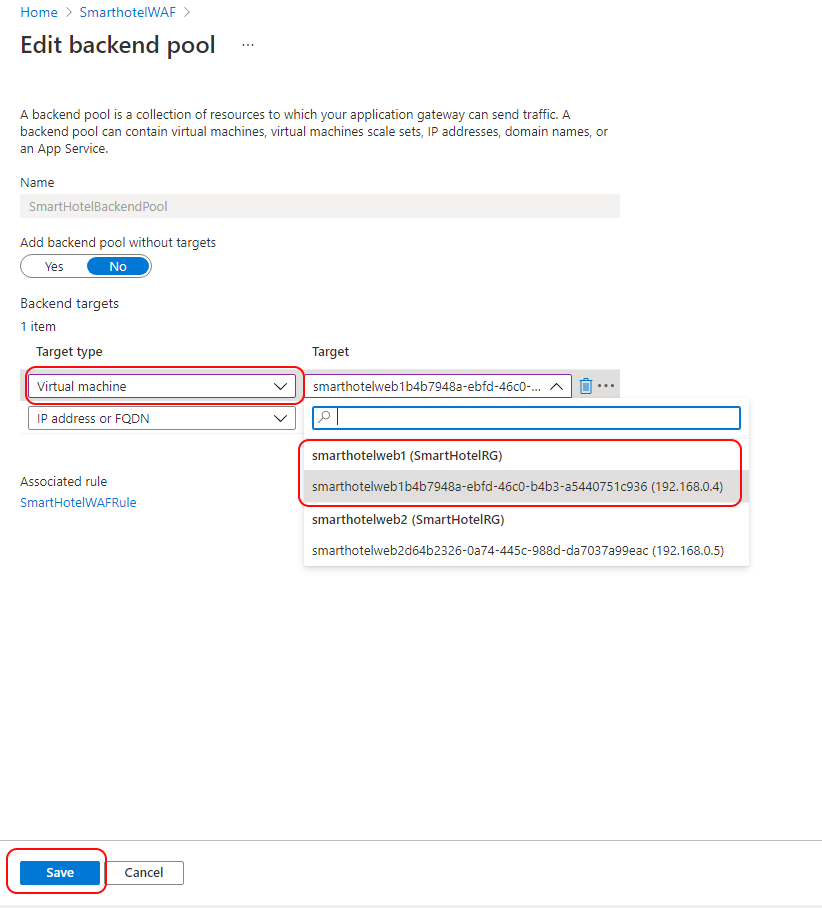 Home > SmarthotelWAF >
Edit backend pool ...
A backend pool is a collection of resources to which your application gateway can send traffic. A
backend pool can contain virtual machines, virtual machines scale sets, IP addresses, domain names, or
an App Service.
Name
SmartHotelBackendPool
Add backend pool without targets
Yes No
Backend targets
1 item
Target type Target
Virtual machine smarthotelweb1b4b7948a-ebfd-46c0-...
IP address or FQDN
smarthotelweb1 (SmartHotelRG)
smarthotelweb1b4b7948a-ebfd-46c0-b4b3-a5440751c936 (192.168.0.4)
smarthotelweb2 (SmartHotelRG)
smarthotelweb2d64b2326-0a74-445c-988d-da7037a99eac (192.168.0.5)
Associated rule
SmartHotelWAFRule
Save Cancel